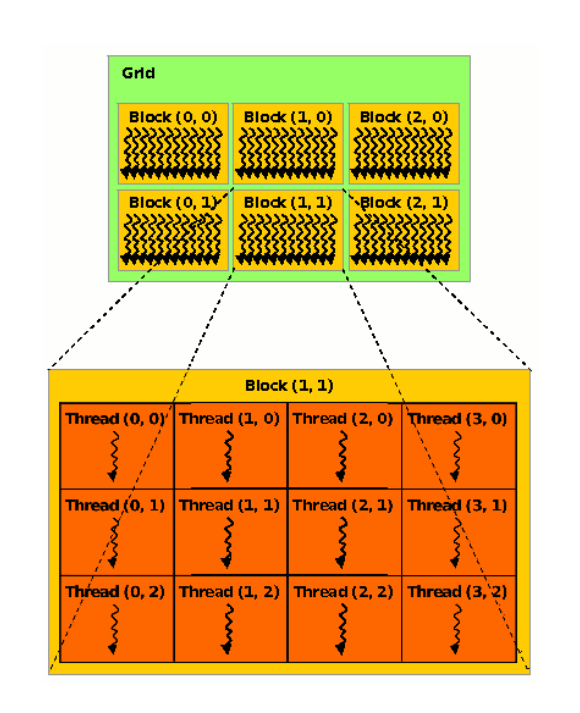 Grid
Block (0, 0) Block (1, 0) Block (2, 0)
Block (0, 1) Block (1, 1) Block (2, 1)
Block (1, 1)
Thread (0, 0) Thread (1, 0) Thread (2, 0) Thread (3, 0)
Thread (0, 1) Thread (1, 1) Thread (2, 1) Thread (3, 1)
Thread (0, 2) Thread (1, 2) Thread (2, 2) Thread (3, 2)